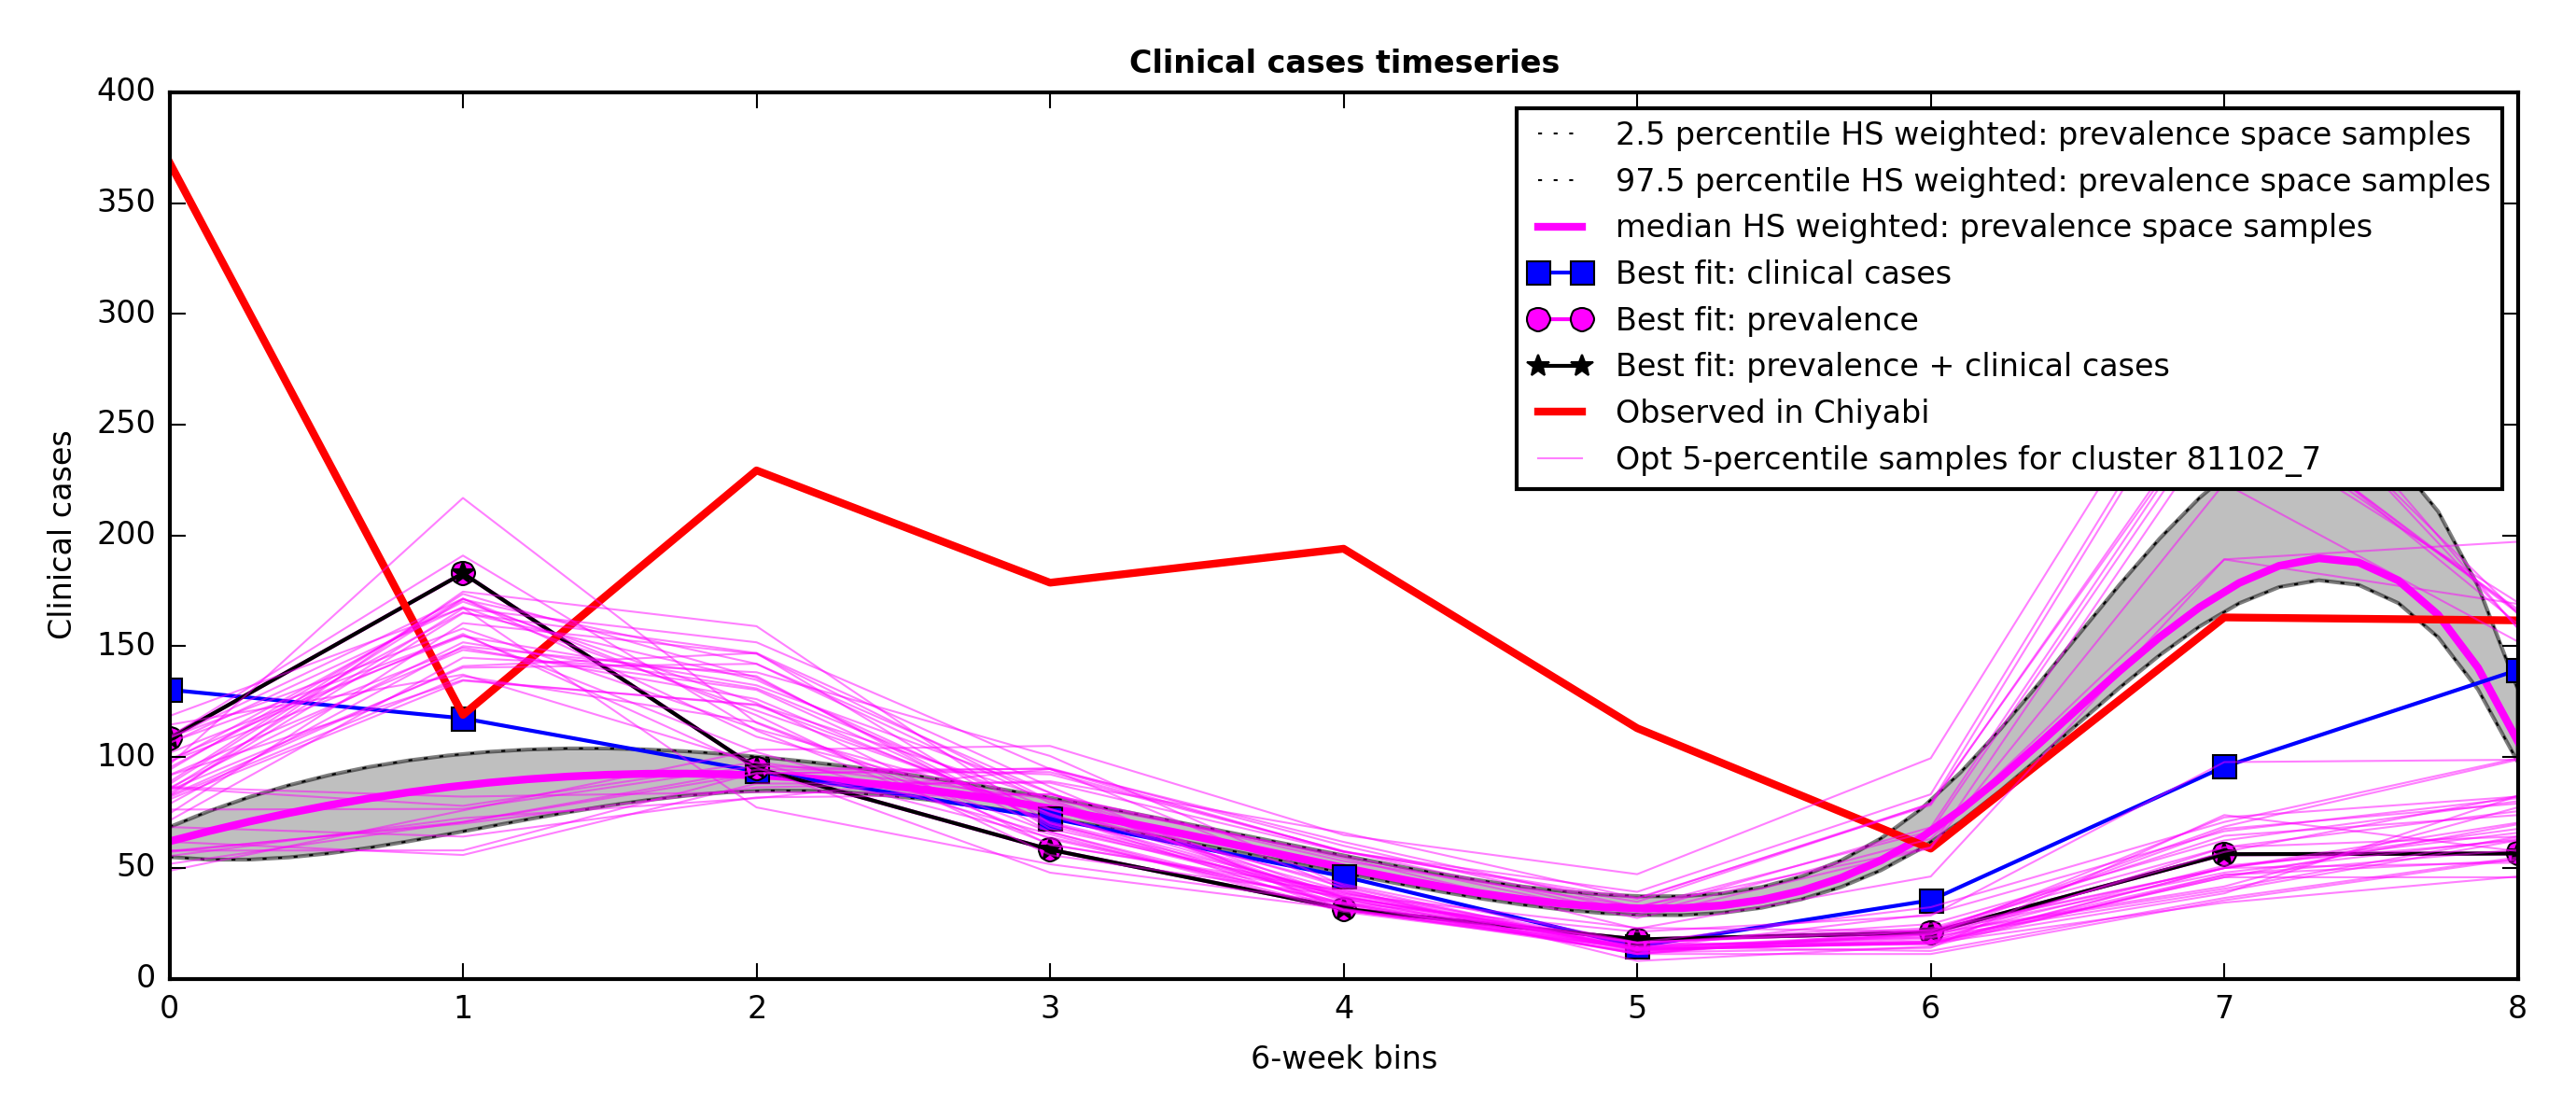 Clinical cases timeseries
400
350
300
250
200
150
100
50
0
Clinical cases
2.5 percentile HS weighted: prevalence space samples
97.5 percentile HS weighted: prevalence space samples
median HS weighted: prevalence space samples
Best fit: clinical cases
Best fit: prevalence
Best fit: prevalence + clinical cases
Observed in Chiyabi
Opt 5-percentile samples for cluster 81102_7
0 1 2 3 4 5 6 7 8
6-week bins